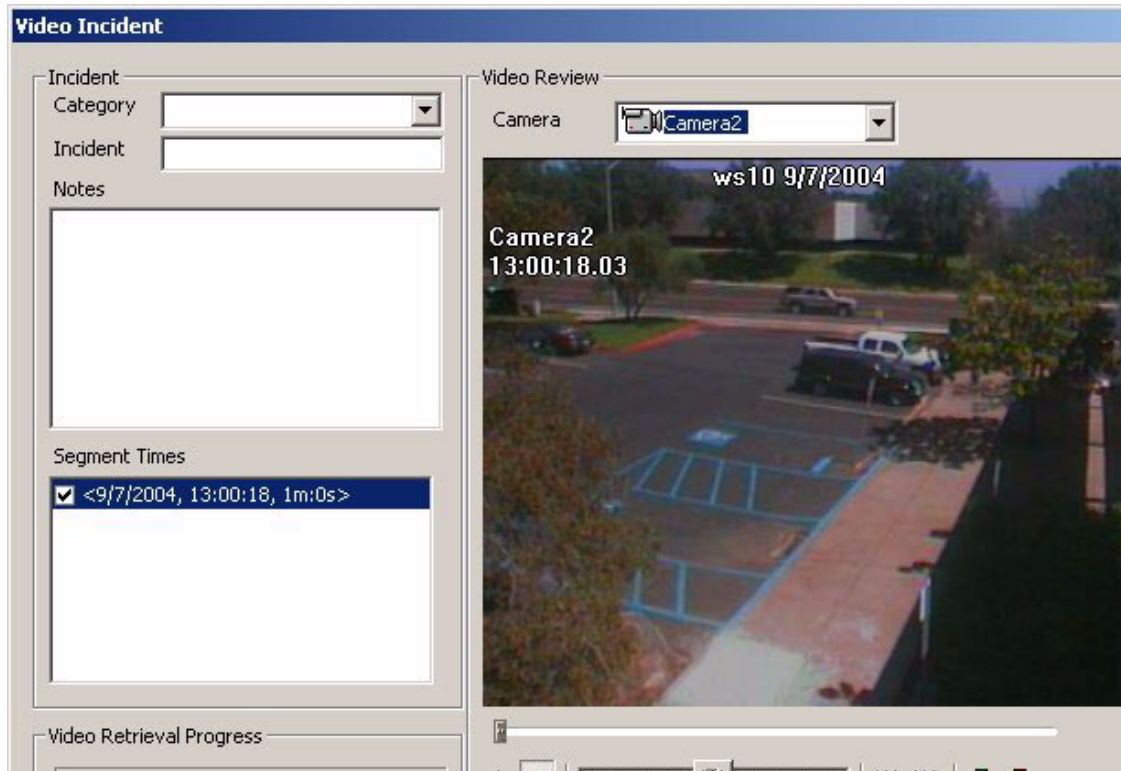 Video Incident
Incident
Category
Incident
Notes
Segment Times
<9/7/2004, 13:00:18, 1m:0s>
Video Retrieval Progress
Video Review
Camera
Camera2
ws10 9/7/2004
Camera2
13:00:18.03